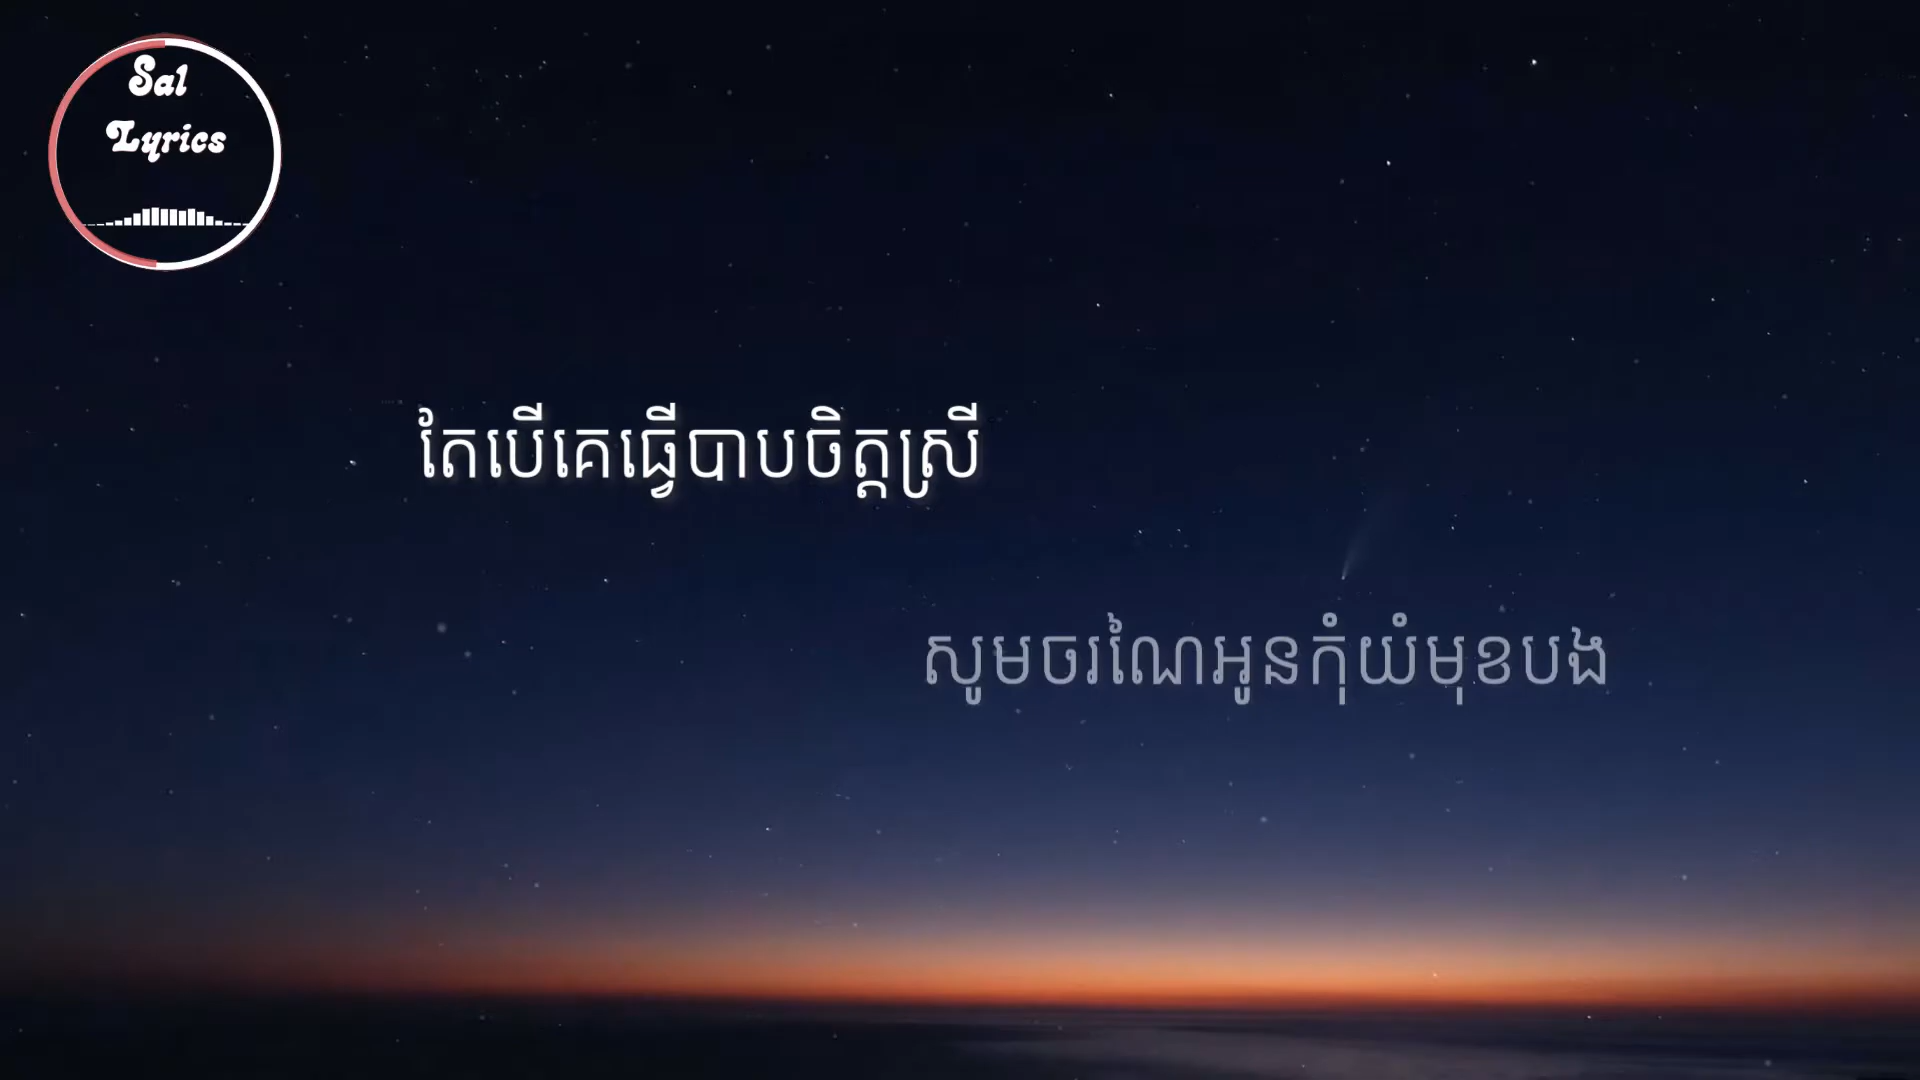 Sal
Lyrics
តែបើគេធ្វើបាបចិត្តស្រី
សូមចរណៃអូនកុំយំមុខបង